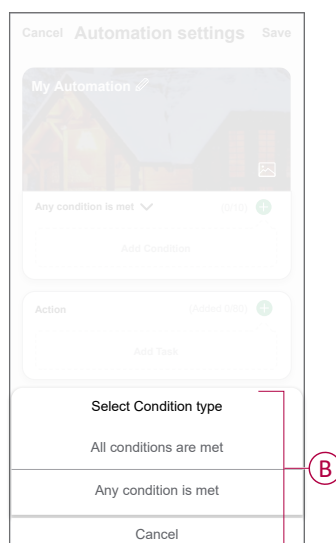 Cancel Automation settings Save
My Automation
Any condition is met (0/10)
Add Condition
Action (Added 0/50)
Add Task
Select Condition type
All conditions are met
Any condition is met
Cancel
B